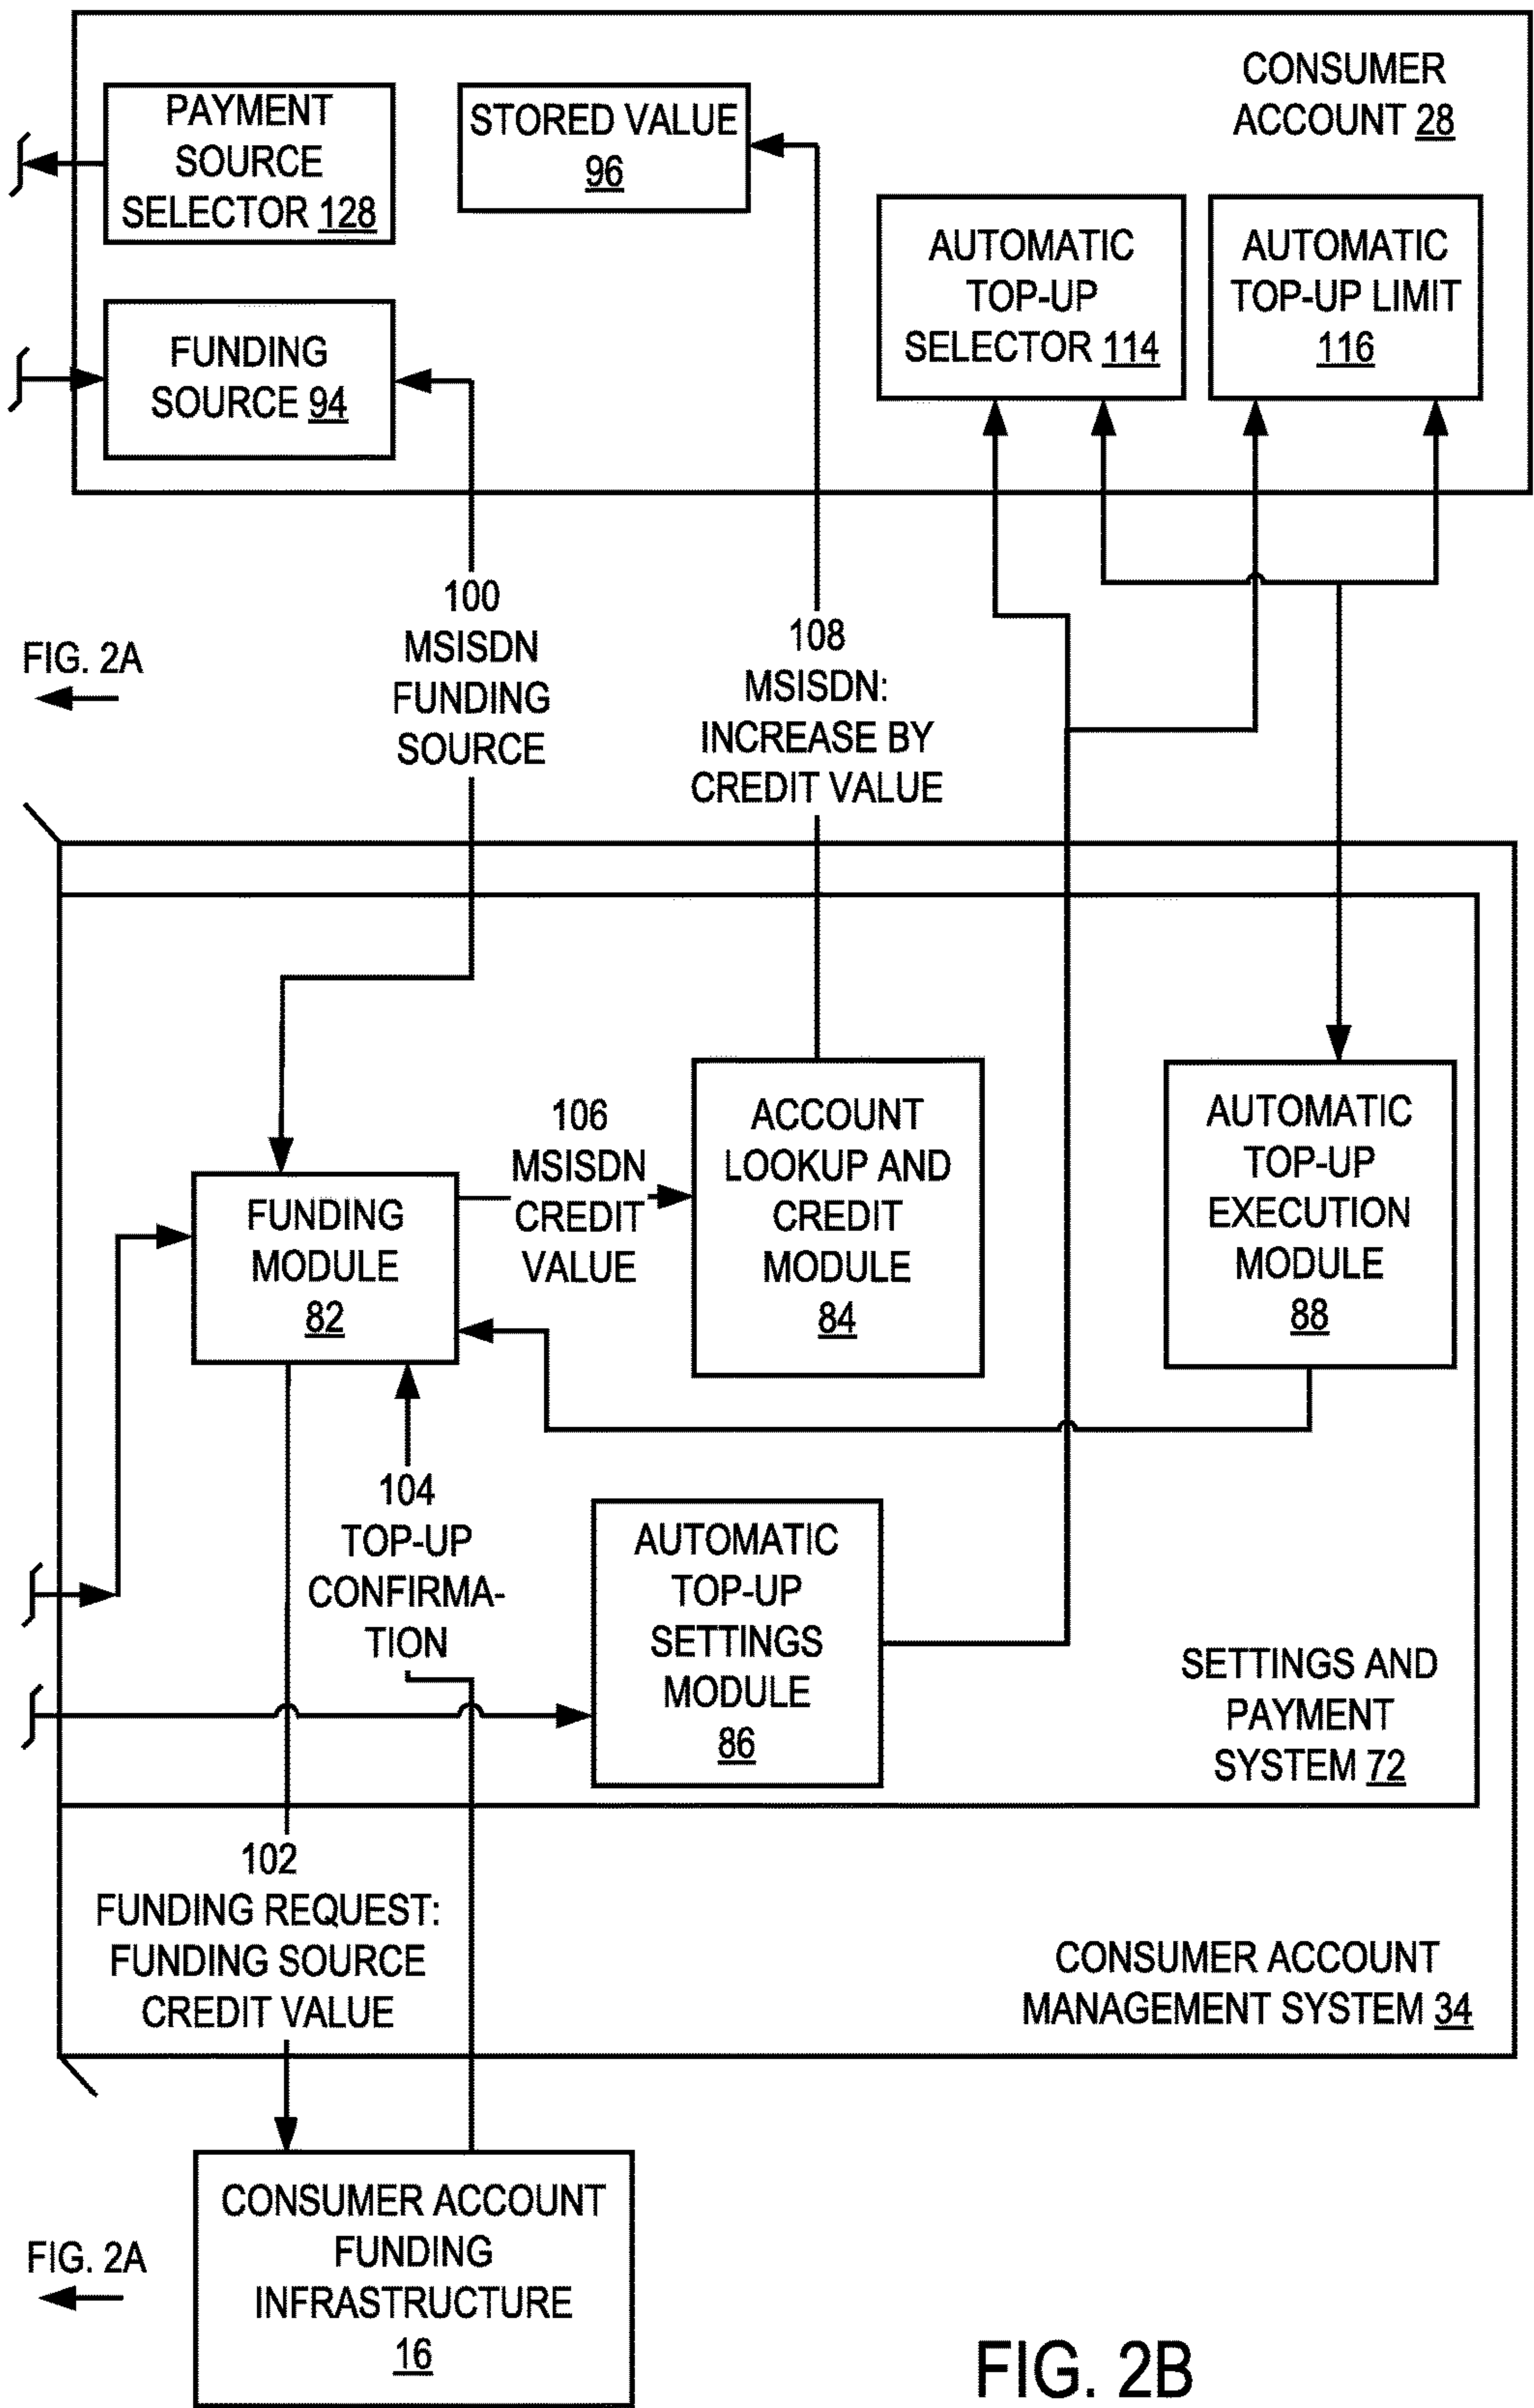 CONSUMER
ACCOUNT 28
PAYMENT
SOURCE
SELECTOR 128
STORED VALUE
96
AUTOMATIC
TOP-UP
SELECTOR 114
AUTOMATIC
TOP-UP LIMIT
116
FUNDING
SOURCE 94
100
MSISDN
FUNDING
SOURCE
108
MSISDN:
INCREASE BY
CREDIT VALUE
FIG. 2A
FUNDING
MODULE
82
106
MSISDN
CREDIT
VALUE
ACCOUNT
LOOKUP AND
CREDIT
MODULE
84
AUTOMATIC
TOP-UP
EXECUTION
MODULE
88
104
TOP-UP
CONFIRMA-
TION
AUTOMATIC
TOP-UP
SETTINGS
MODULE
86
SETTINGS AND
PAYMENT
SYSTEM 72
102
FUNDING REQUEST:
FUNDING SOURCE
CREDIT VALUE
CONSUMER ACCOUNT
MANAGEMENT SYSTEM 34
CONSUMER ACCOUNT
FUNDING
INFRASTRUCTURE
16
FIG. 2A
FIG. 2B